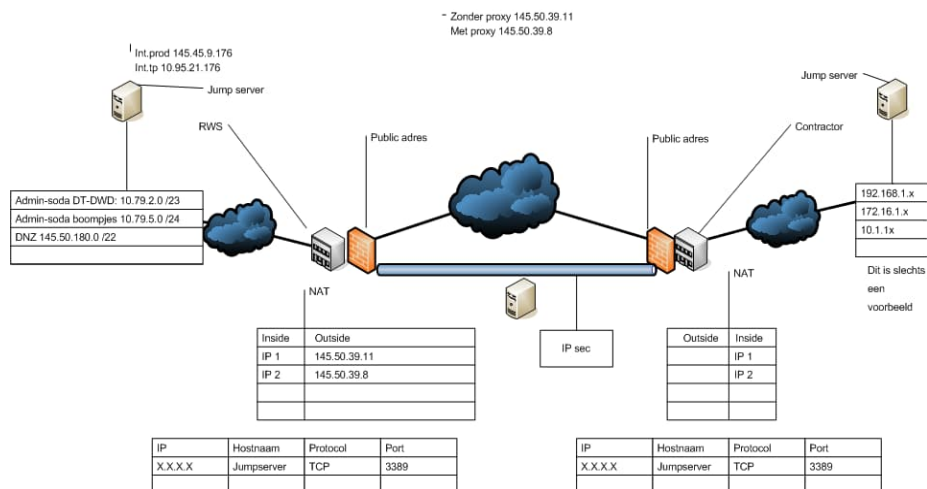 - Zonder proxy 145.50.39.11
Met proxy 145.50.39.8
Int.prod 145.45.9.176
Int.tp 10.95.21.176
Jump server
Jump server
RWS
Public adres
Public adres
Contractor
Admin-soda DT-DWD: 10.79.2.0 /23
Admin-soda boompjes 10.79.5.0 /24
DNZ 145.50.180.0 /22
192.168.1.x
172.16.1.x
10.1.1x
Dit is slechts
een
voorbeeld
NAT
NAT
IP sec
Inside Outside
IP 1 145.50.39.11
IP 2 145.50.39.8
Outside Inside
IP 1
IP 2
IP Hostnaam Protocol Port
X.X.X.X Jumpserver TCP 3389
IP Hostnaam Protocol Port
X.X.X.X Jumpserver TCP 3389